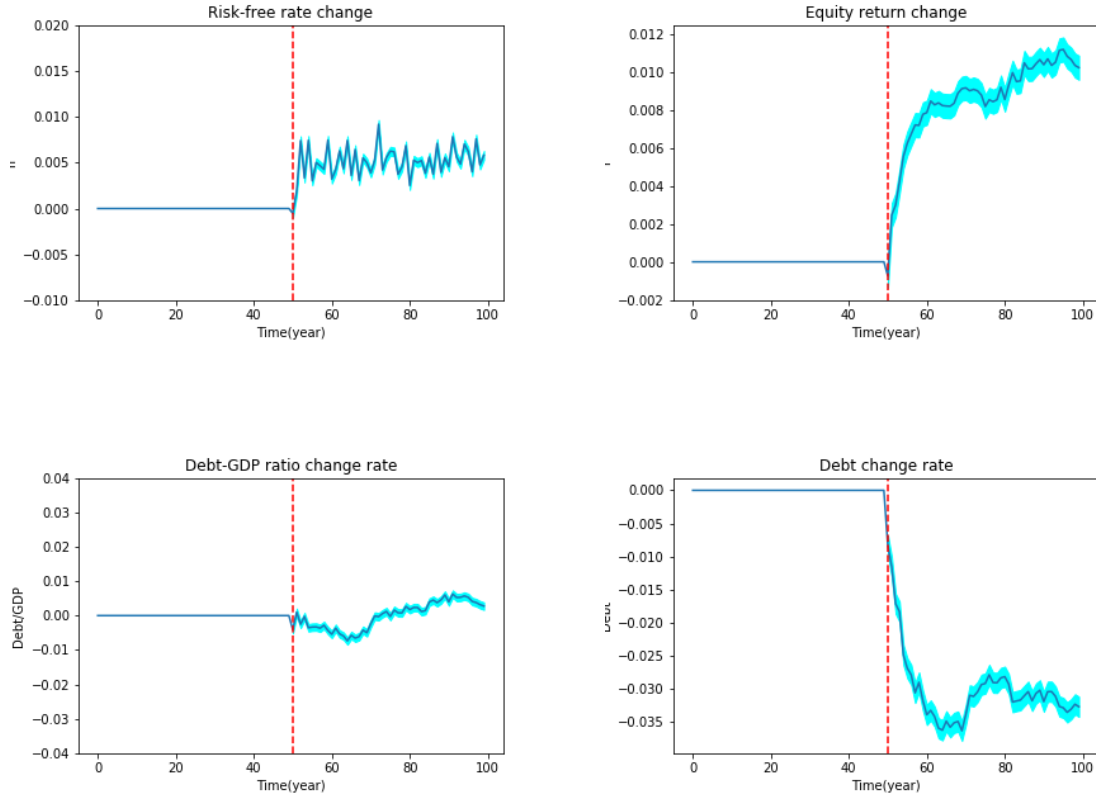 Risk-free rate change
0.020
0.015
0.010
0.005
0.000
−0.005
−0.010
0 20 40 60 80 100
Time(year)
Equity return change
0.012
0.010
0.008
0.006
0.004
0.002
0.000
−0.002
0 20 40 60 80 100
Time(year)
Debt-GDP ratio change rate
0.04
0.03
0.02
0.01
0.00
−0.01
−0.02
−0.03
−0.04
Debt/GDP
0 20 40 60 80 100
Time(year)
Debt change rate
0.000
−0.005
−0.010
−0.015
−0.020
−0.025
−0.030
−0.035
Debt
0 20 40 60 80 100
Time(year)